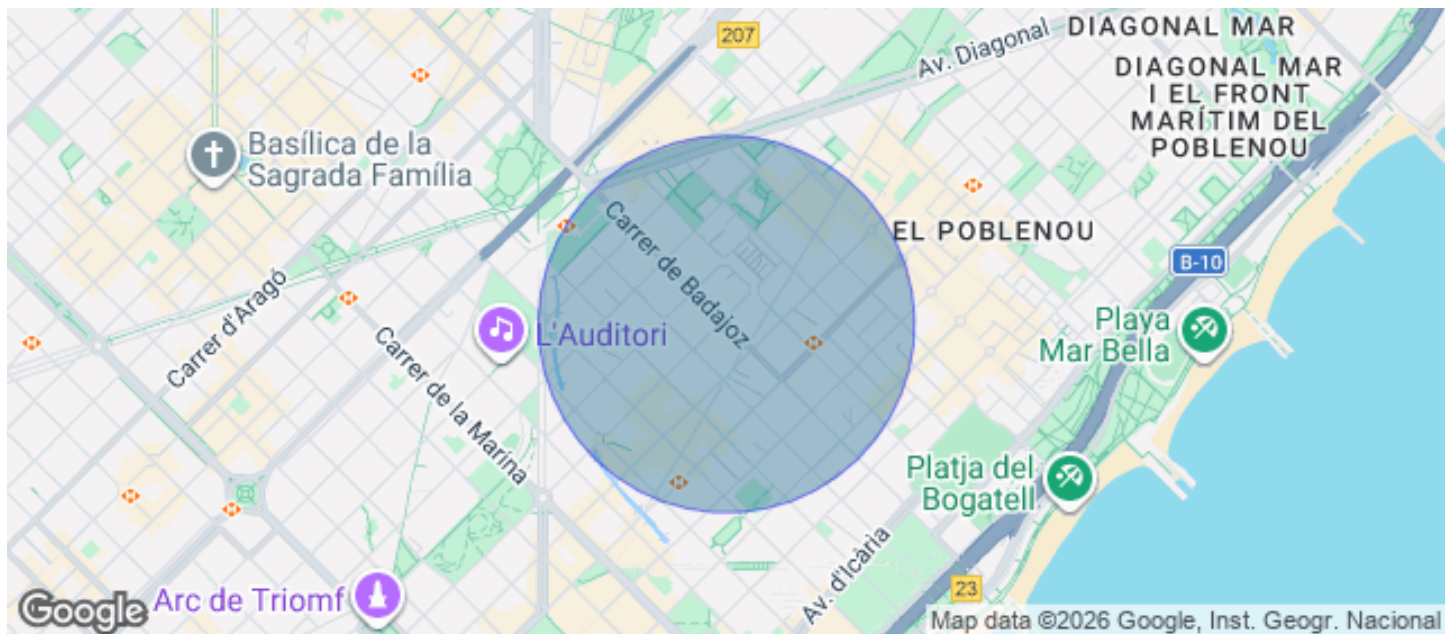 207
Av. Diagonal
DIAGONAL MAR
DIAGONAL MAR
I EL FRONT
MARÍTIM DEL
POBLENOU
Basílica de la
Sagrada Família
Carrer de Badajoz
EL POBLENOU
B-10
Carrer d'Aragó
L'Auditori
Playa
Mar Bella
Carrer de la Marina
Platja del
Bogatell
Av. d'Icària
23
Arc de Triomf
Google
Map data ©2026 Google, Inst. Geogr. Nacional